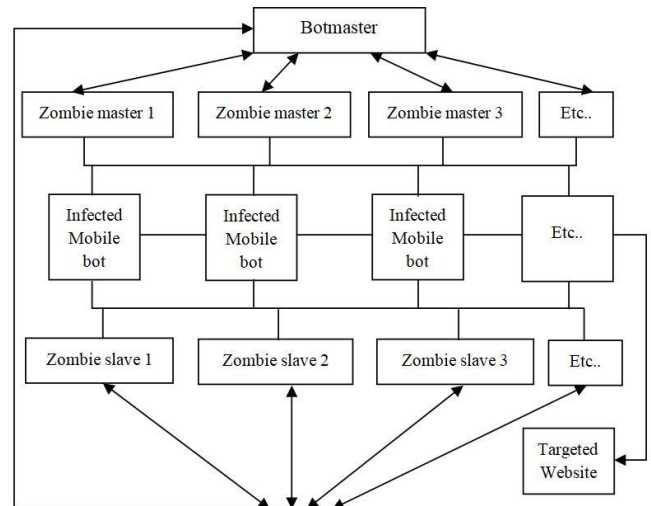 Botmaster
Zombie master 1
Zombie master 2
Zombie master 3
Etc..
Infected
Mobile
bot
Infected
Mobile
bot
Infected
Mobile
bot
Etc..
Zombie slave 1
Zombie slave 2
Zombie slave 3
Etc..
Targeted
Website